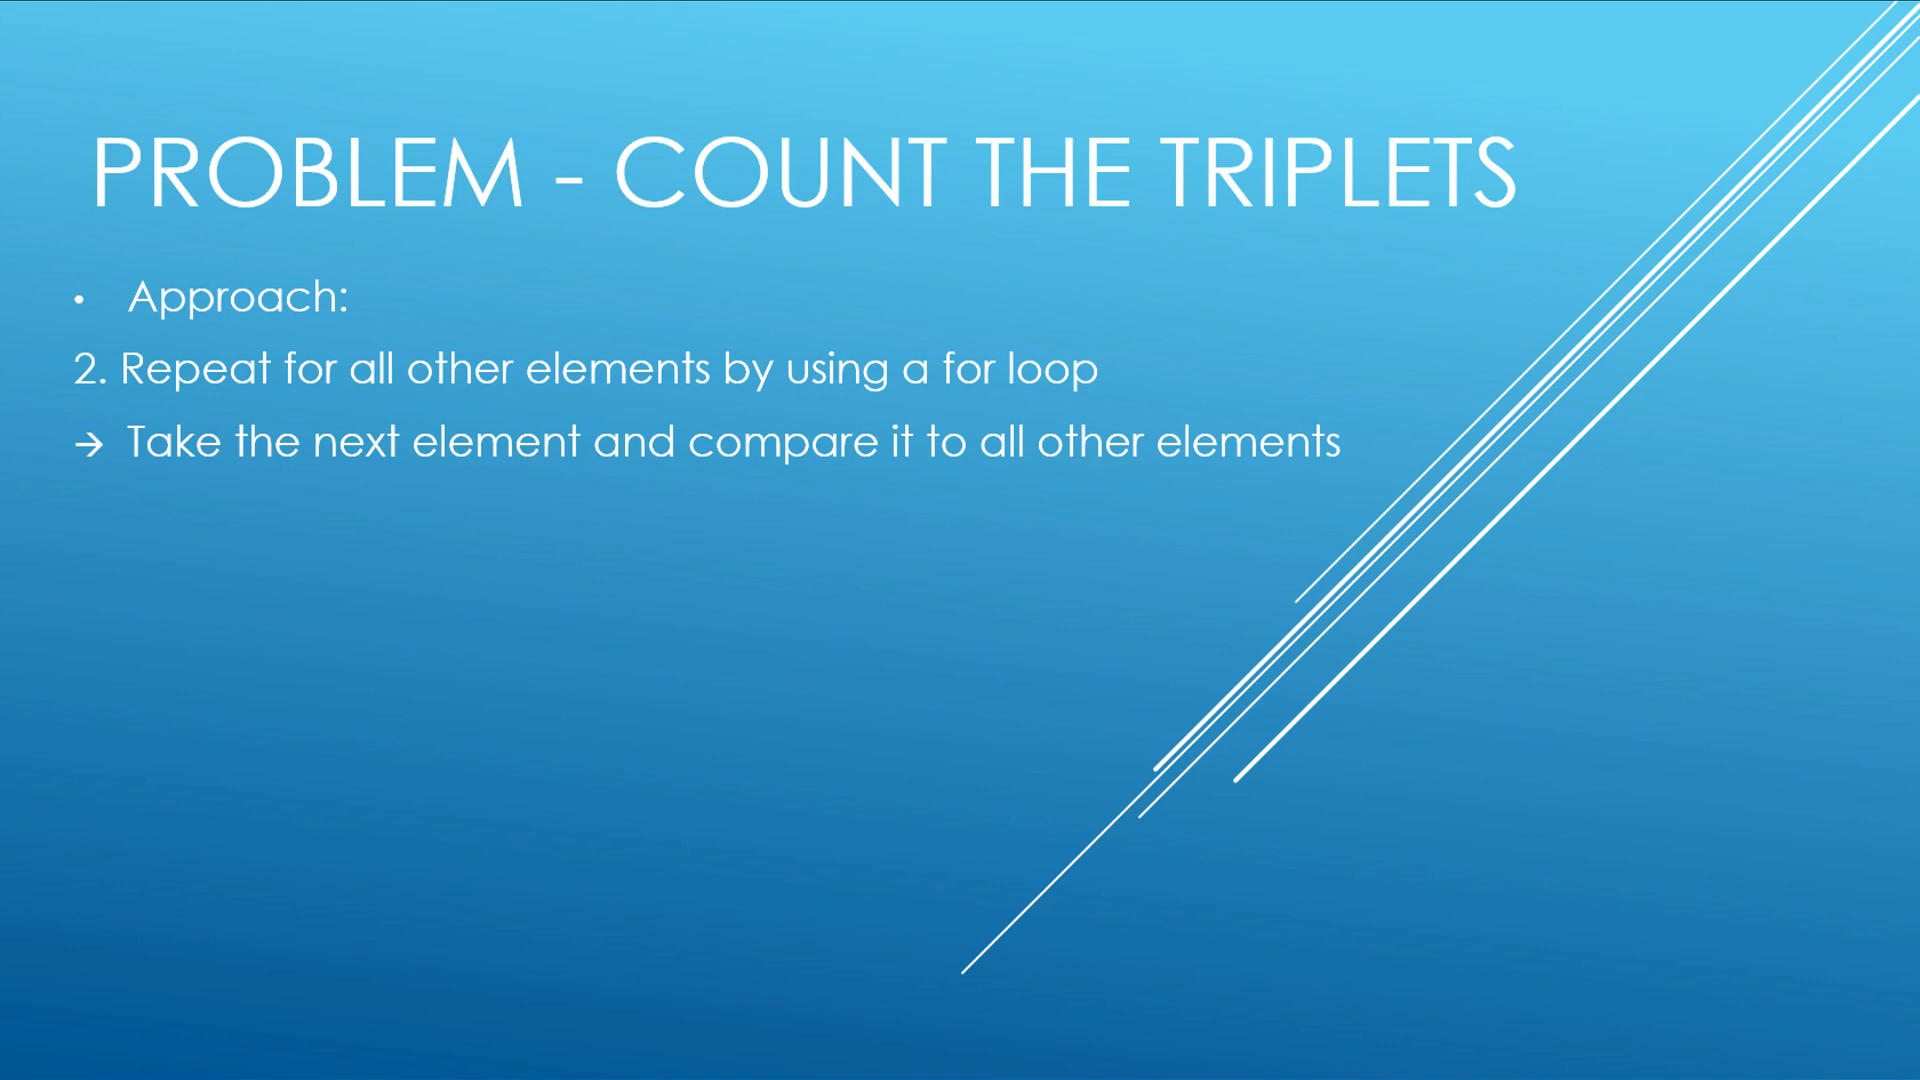 PROBLEM - COUNT THE TRIPLETS
• Approach:
2. Repeat for all other elements by using a for loop
→ Take the next element and compare it to all other elements